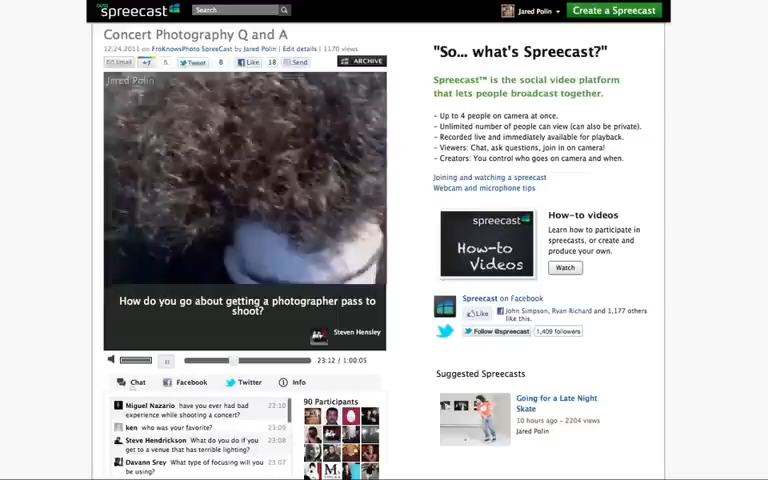 spreecast
Search
Jared Polin
Create a Spreecast
Concert Photography Q and A
12.24.2011 on FroKnowsPhoto SpreeCast by Jared Polin | Edit details | 1170 views
Email
Tweet
8
Like
18
Send
ARCHIVE
Jared Polin
How do you go about getting a photographer pass to
shoot?
Steven Hensley
23:12 / 1:00:05
Chat
Facebook
Twitter
Info
Miguel Nazario have you ever had bad 22:10
experience while shooting a concert?
ken who was your favorite? 23:09
Steve Hendrickson What do you do if you 23:08
get to a venue that has terrible lighting?
Davann Srey What type of focusing will you 23:07
be using?
90 Participants
"So... what's Spreecast?"
Spreecast™ is the social video platform
that lets people broadcast together.
- Up to 4 people on camera at once.
- Unlimited number of people can view (can also be private).
- Recorded live and immediately available for playback.
- Viewers: Chat, ask questions, join in on camera!
- Creators: You control who goes on camera and when.
Joining and watching a spreecast
Webcam and microphone tips
spreecast
How-to
Videos
How-to videos
Learn how to participate in
spreecasts, or create and
produce your own.
Watch
Spreecast on Facebook
Like
John Simpson, Ryan Richard and 1,177 others
like this.
Follow @spreecast
1,409 followers
Suggested Spreecasts
Going for a Late Night
Skate
10 hours ago - 2204 views
Jared Polin